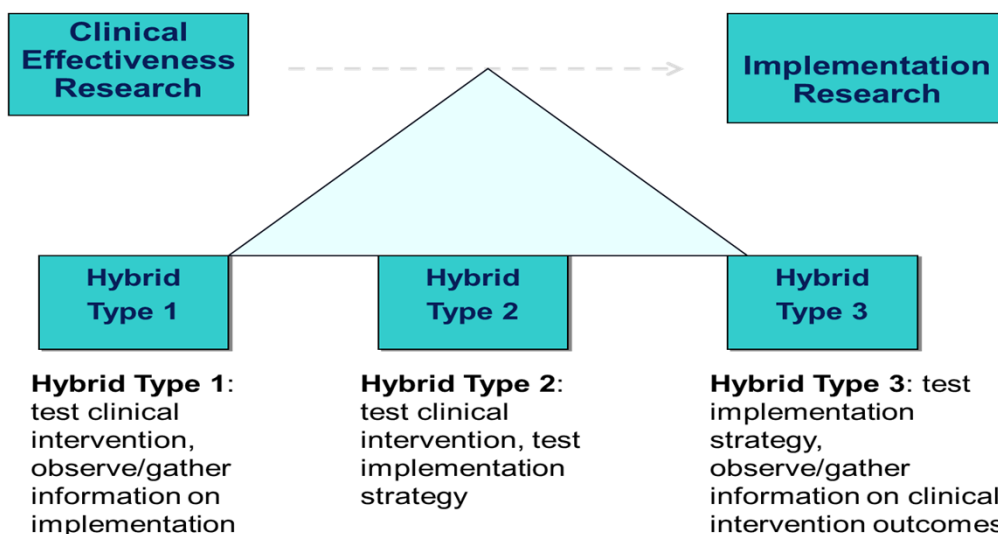 Clinical
Effectiveness
Research
Implementation
Research
Hybrid
Type 1
Hybrid
Type 2
Hybrid
Type 3
Hybrid Type 1:
test clinical
intervention,
observe/gather
information on
implementation
Hybrid Type 2:
test clinical
intervention, test
implementation
strategy
Hybrid Type 3: test
implementation
strategy,
observe/gather
information on clinical
intervention outcomes